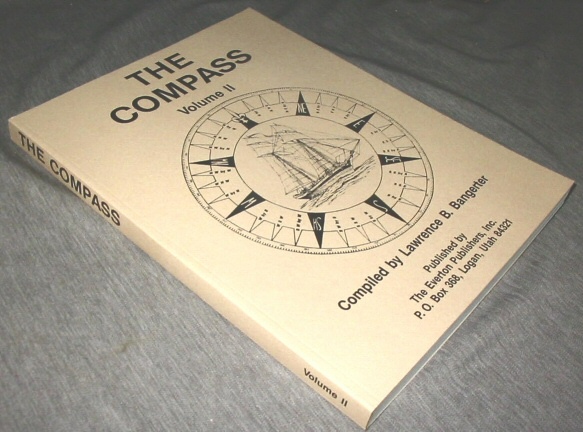 THE
COMPASS
Volume II
NE
E
S
Compiled by Lawrence B. Bangerter
Published by
The Everton Publishers, Inc.
P. O. Box 368, Logan, Utah 84321
THE COMPASS
Volume II